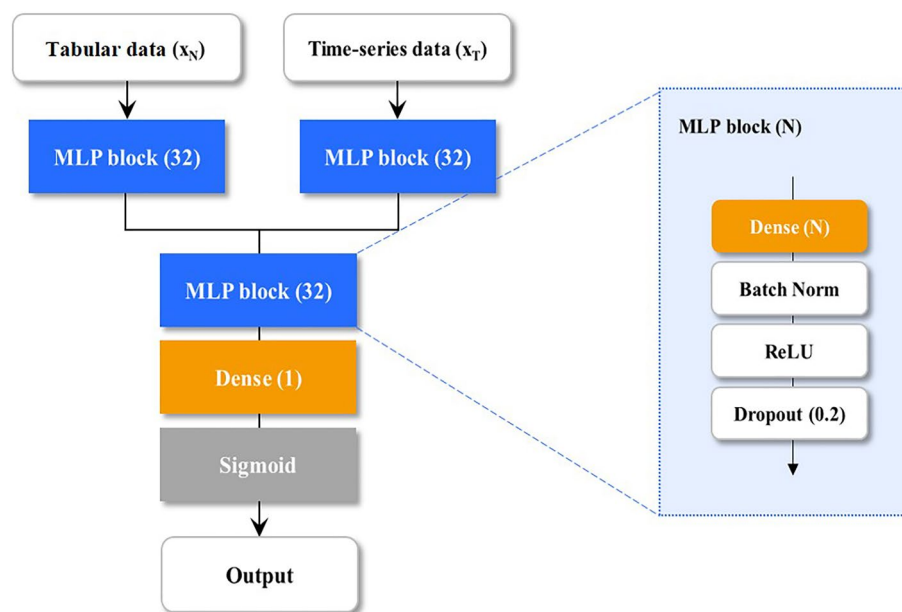 Tabular data (xN)
Time-series data (xT)
MLP block (32)
MLP block (32)
MLP block (32)
Dense (1)
Sigmoid
Output
MLP block (N)
Dense (N)
Batch Norm
ReLU
Dropout (0.2)